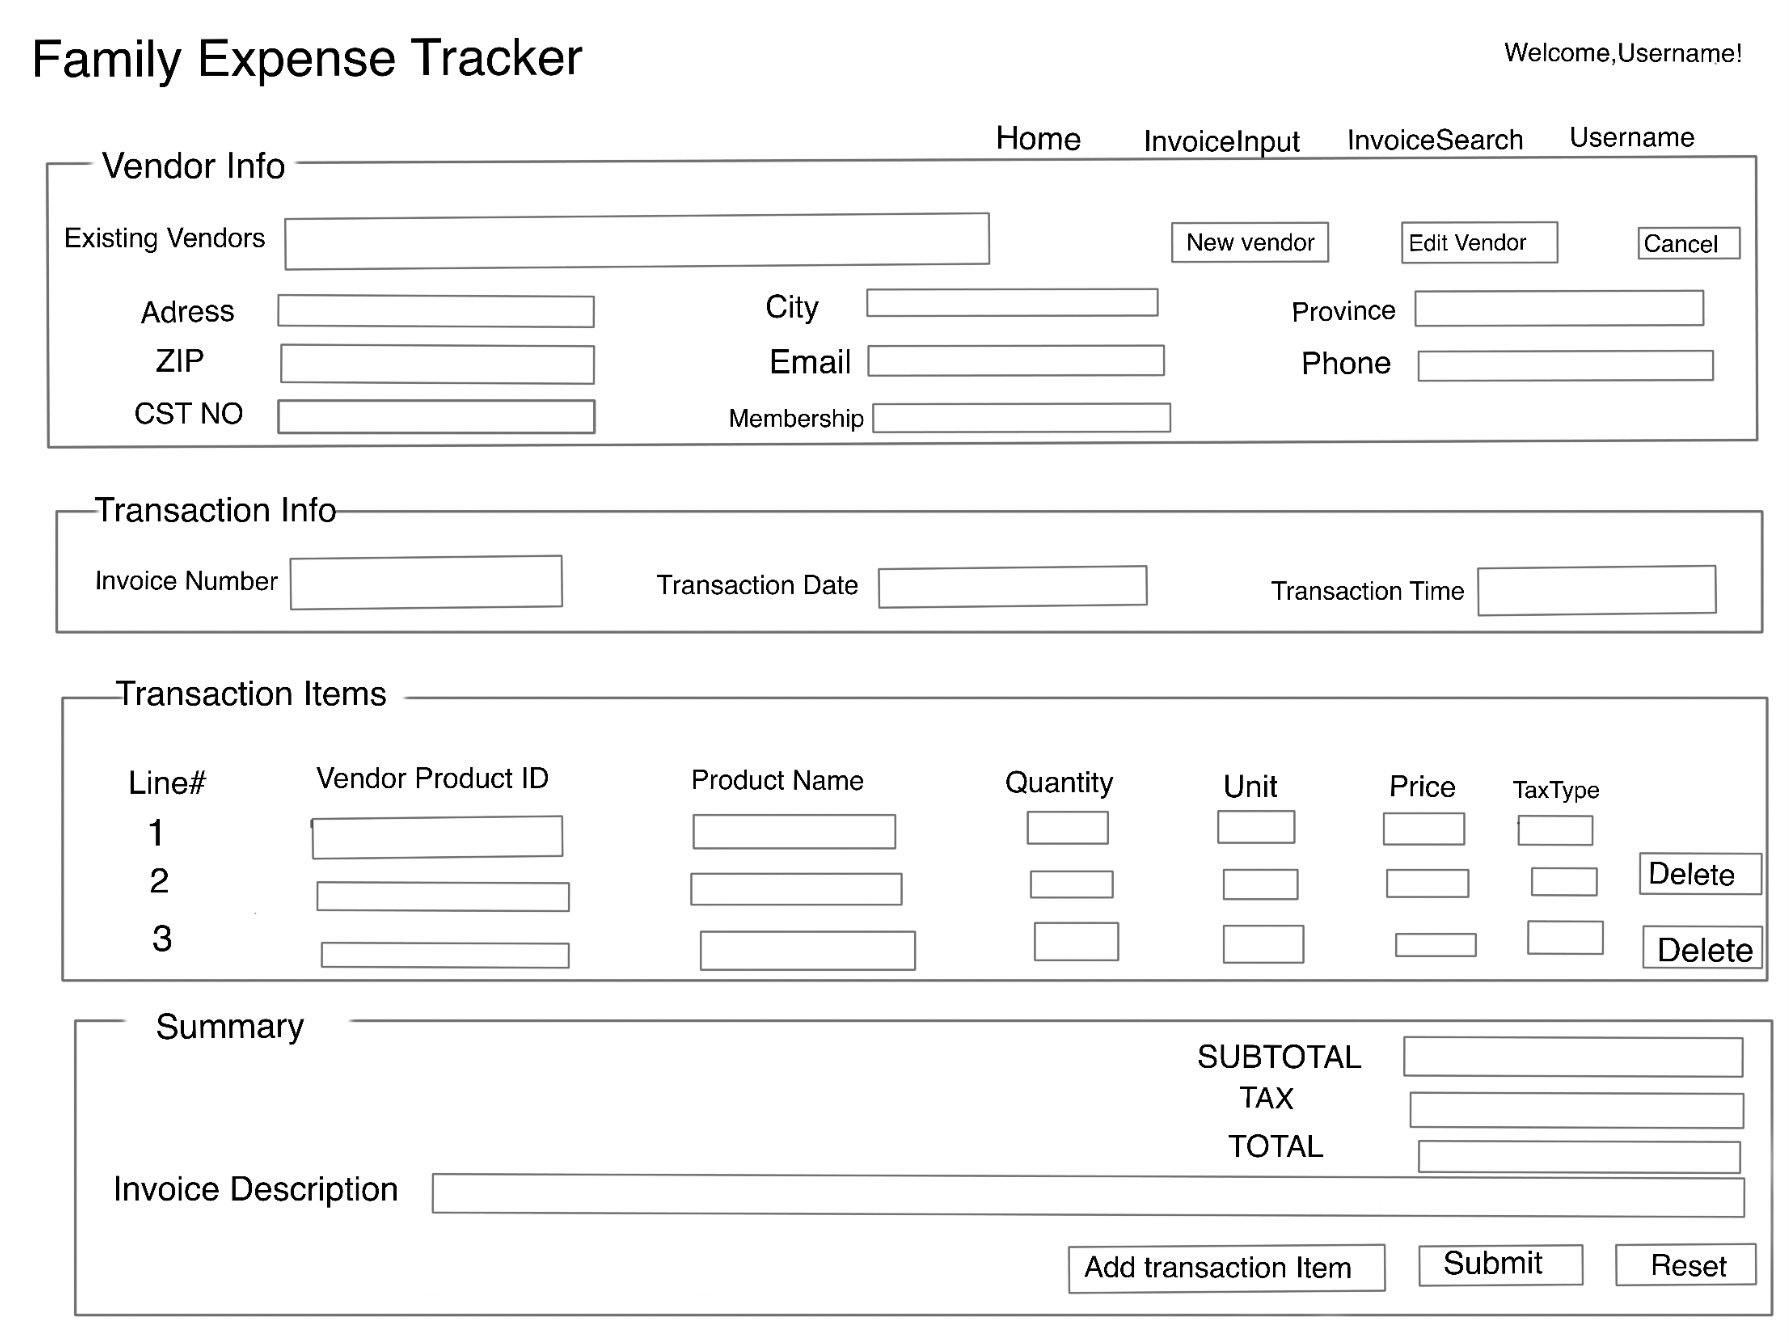 Family Expense Tracker
Welcome,Username!
Home InvoiceInput InvoiceSearch Username
Vendor Info
Existing Vendors New vendor Edit Vendor Cancel
Adress City Province
ZIP Email Phone
CST NO Membership
Transaction Info
Invoice Number Transaction Date Transaction Time
Transaction Items
Line# Vendor Product ID Product Name Quantity Unit Price TaxType
1
2 Delete
3 Delete
Summary
SUBTOTAL
TAX
TOTAL
Invoice Description
Add transaction Item Submit Reset